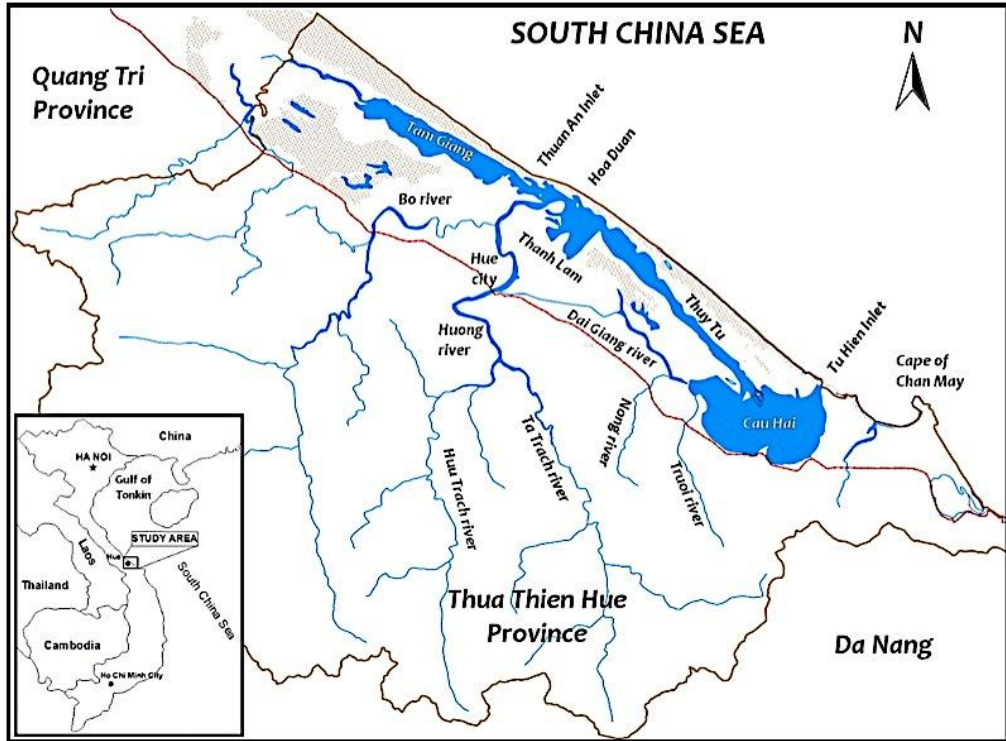 SOUTH CHINA SEA
N
Quang Tri
Province
Tam Giang
Thuan An Inlet
Hoa Duan
Bo river
Thanh Lam
Hue
city
Thuy Tu
Tu Hien Inlet
Dai Giang river
Huong
river
Cape of
Chan May
Cau Hai
Nong river
Ta Trach river
Huu Trach river
Truoi river
Thua Thien Hue
Province
Da Nang
China
HA NOI
Gulf of
Tonkin
STUDY AREA
Laos
Hue
Thailand
South China Sea
Cambodia
Ho Chi Minh City